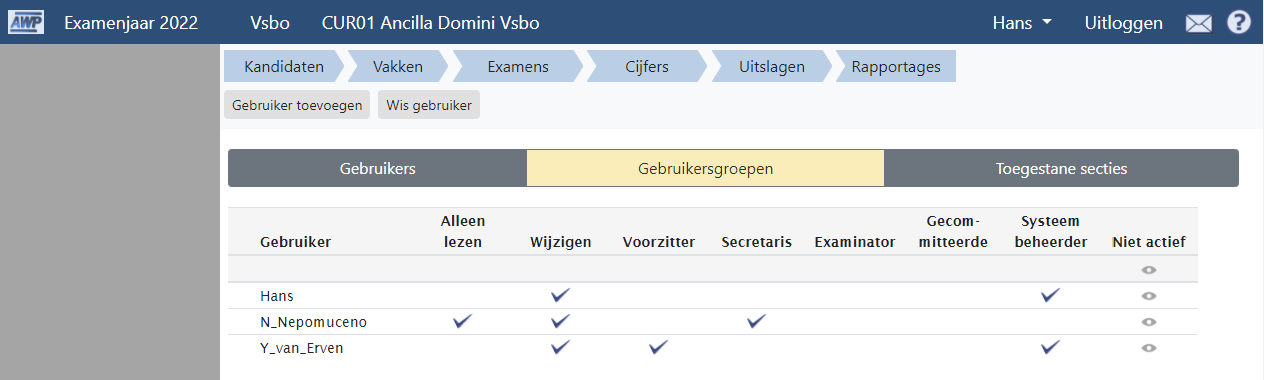 AWP Examenjaar 2022 Vsbo CUR01 Ancilla Domini Vsbo Hans Uitloggen ?
Kandidaten Vakken Examens Cijfers Uitslagen Rapportages
Gebruiker toevoegen Wis gebruiker
Gebruikers Gebruikersgroepen Toegestane secties
Alleen Gecom- Systeem
Gebruiker lezen Wijzigen Voorzitter Secretaris Examinator mitteerde beheerder Niet actief
Hans
N_Nepomuceno
Y_van_Erven